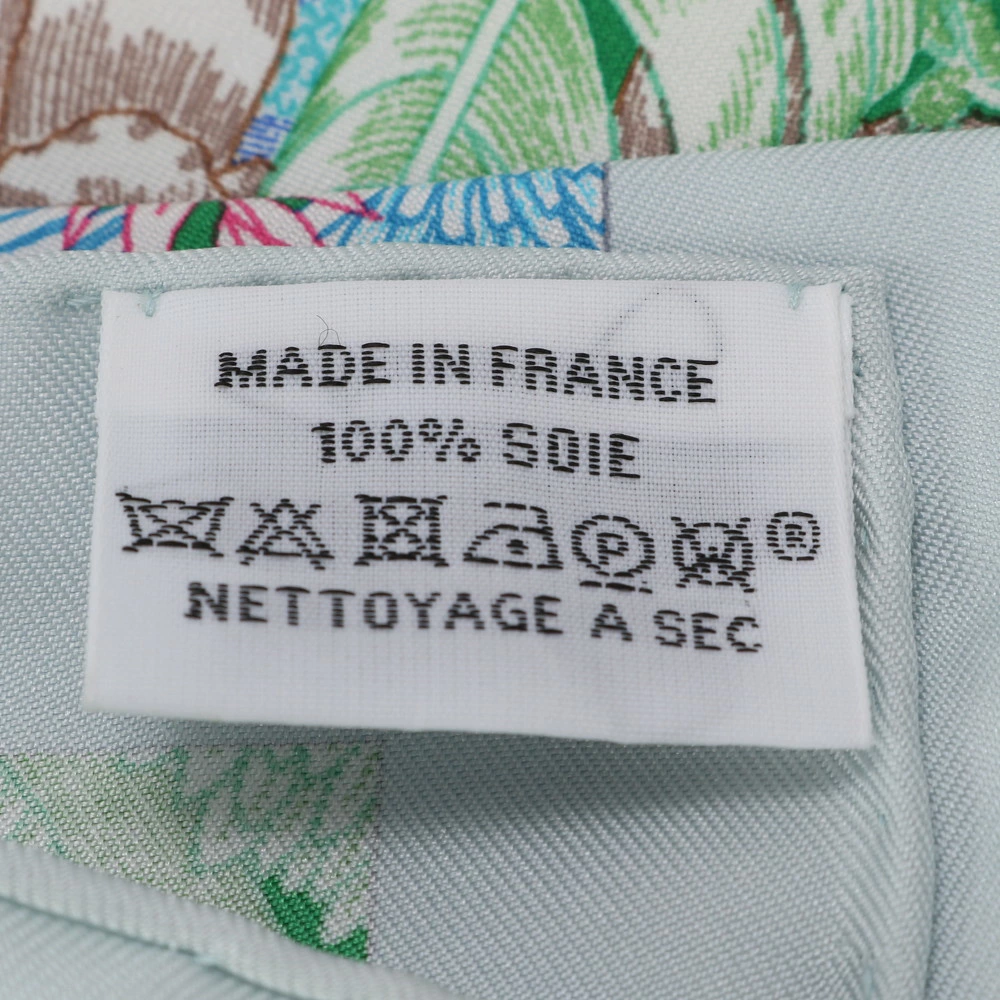 MADE IN FRANCE
100% SOIE
P W ®
NETTOYAGE A SEC